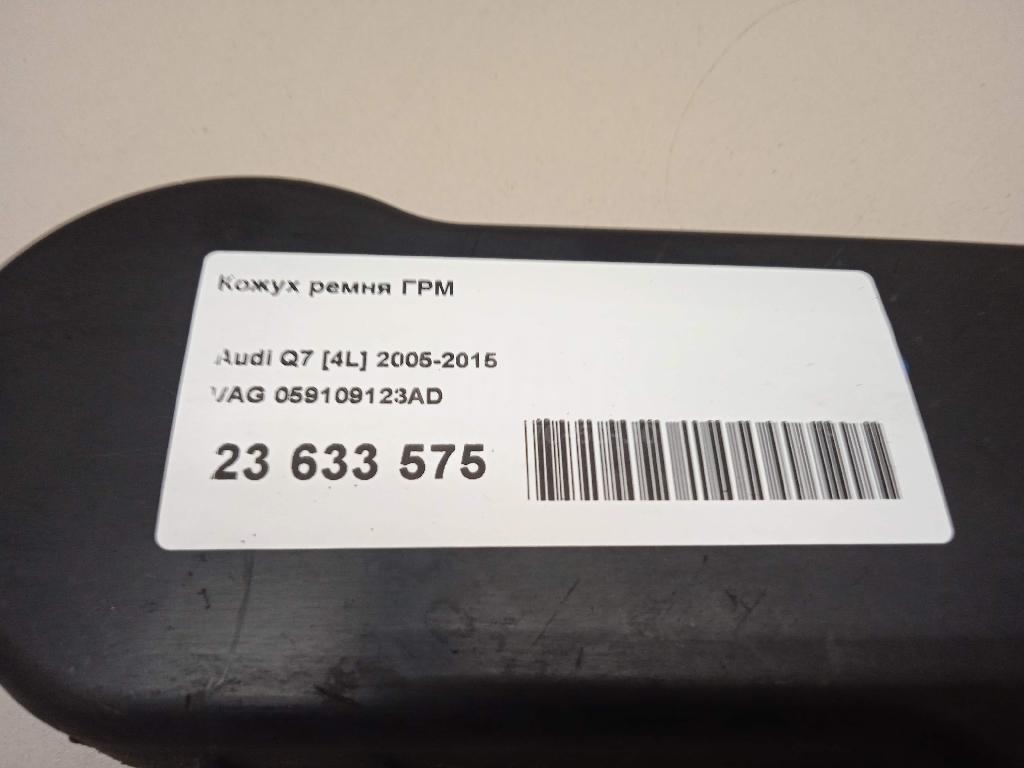 Кожух ремня ГРМ
Audi Q7 [4L] 2005-2015
VAG 059109123AD
23 633 575